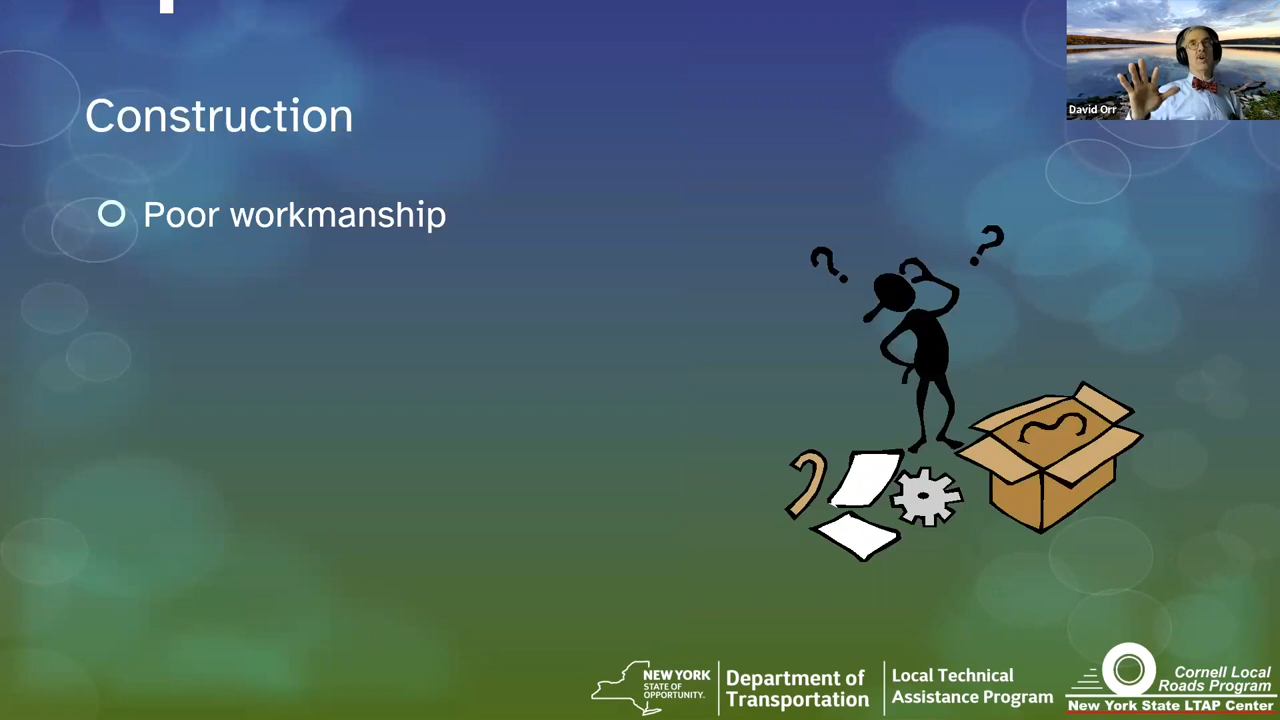 Construction
Poor workmanship
David Orr
? ?
NEW YORK
STATE OF
OPPORTUNITY.
Department of
Transportation
Local Technical
Assistance Program
Cornell Local
Roads Program
New York State LTAP Center